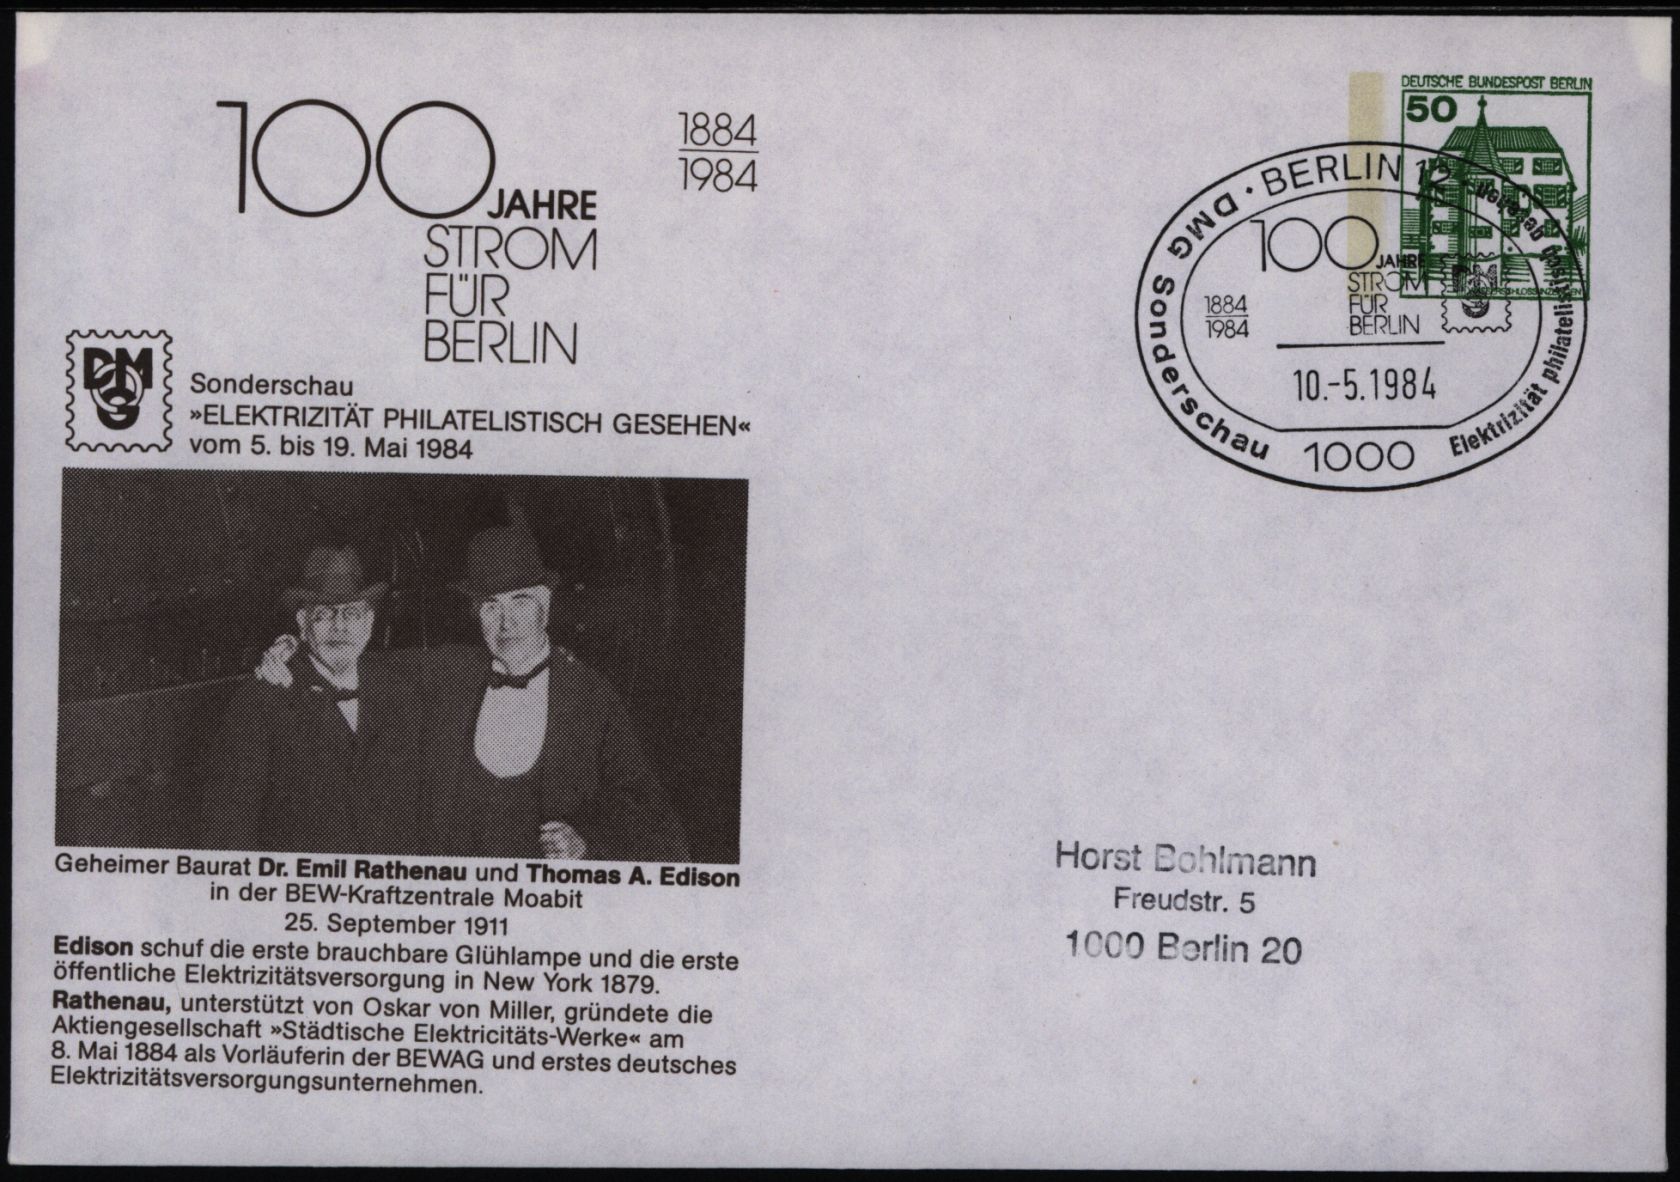 100 JAHRE
STROM
FÜR
BERLIN
1884
1984
DMG
Sonderschau
»ELEKTRIZITÄT PHILATELISTISCH GESEHEN«
vom 5. bis 19. Mai 1984
Geheimer Baurat Dr. Emil Rathenau und Thomas A. Edison
in der BEW-Kraftzentrale Moabit
25. September 1911
Edison schuf die erste brauchbare Glühlampe und die erste
öffentliche Elektrizitätsversorgung in New York 1879.
Rathenau, unterstützt von Oskar von Miller, gründete die
Aktiengesellschaft »Städtische Elektricitäts-Werke« am
8. Mai 1884 als Vorläuferin der BEWAG und erstes deutsches
Elektrizitätsversorgungsunternehmen.
DEUTSCHE BUNDESPOST BERLIN
50
WASSERSCHLOSS INZLINGEN
· BERLIN 12 ·
DMG Sonderschau
Elektrizität philatelistisch gesehen
100 JAHRE
STROM
FÜR
BERLIN
1884
1984
DMG
10.-5.1984
1000
Horst Bohlmann
Freudstr. 5
1000 Berlin 20